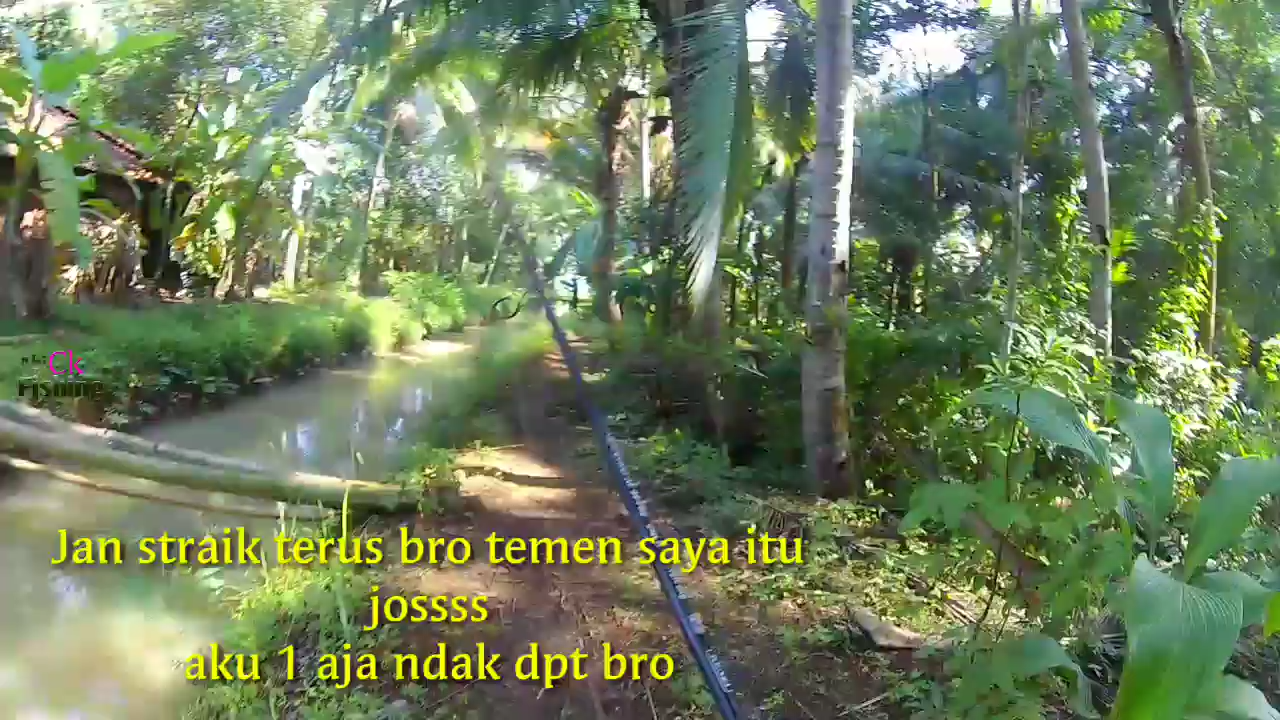 Ck
Fishing
Jan straik terus bro temen saya itu
jossss
aku 1 aja ndak dpt bro